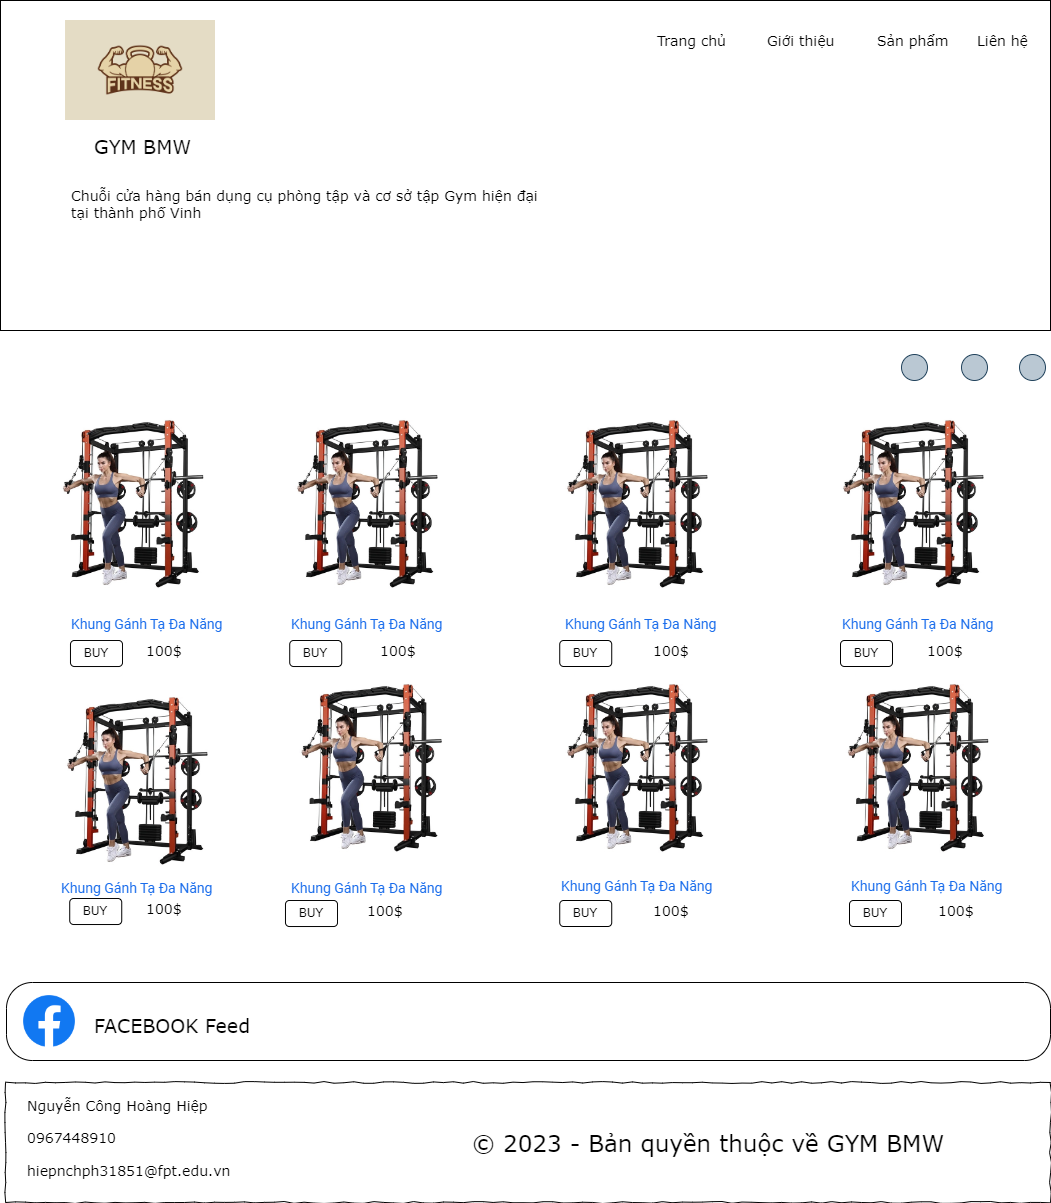 FITNESS
Trang chủ Giới thiệu Sản phẩm Liên hệ
GYM BMW
Chuỗi cửa hàng bán dụng cụ phòng tập và cơ sở tập Gym hiện đại
tại thành phố Vinh
Khung Gánh Tạ Đa Năng Khung Gánh Tạ Đa Năng Khung Gánh Tạ Đa Năng Khung Gánh Tạ Đa Năng
BUY 100$ BUY 100$ BUY 100$ BUY 100$
Khung Gánh Tạ Đa Năng Khung Gánh Tạ Đa Năng Khung Gánh Tạ Đa Năng Khung Gánh Tạ Đa Năng
BUY 100$ BUY 100$ BUY 100$ BUY 100$
FACEBOOK Feed
Nguyễn Công Hoàng Hiệp
0967448910
© 2023 - Bản quyền thuộc về GYM BMW
hiepnchph31851@fpt.edu.vn